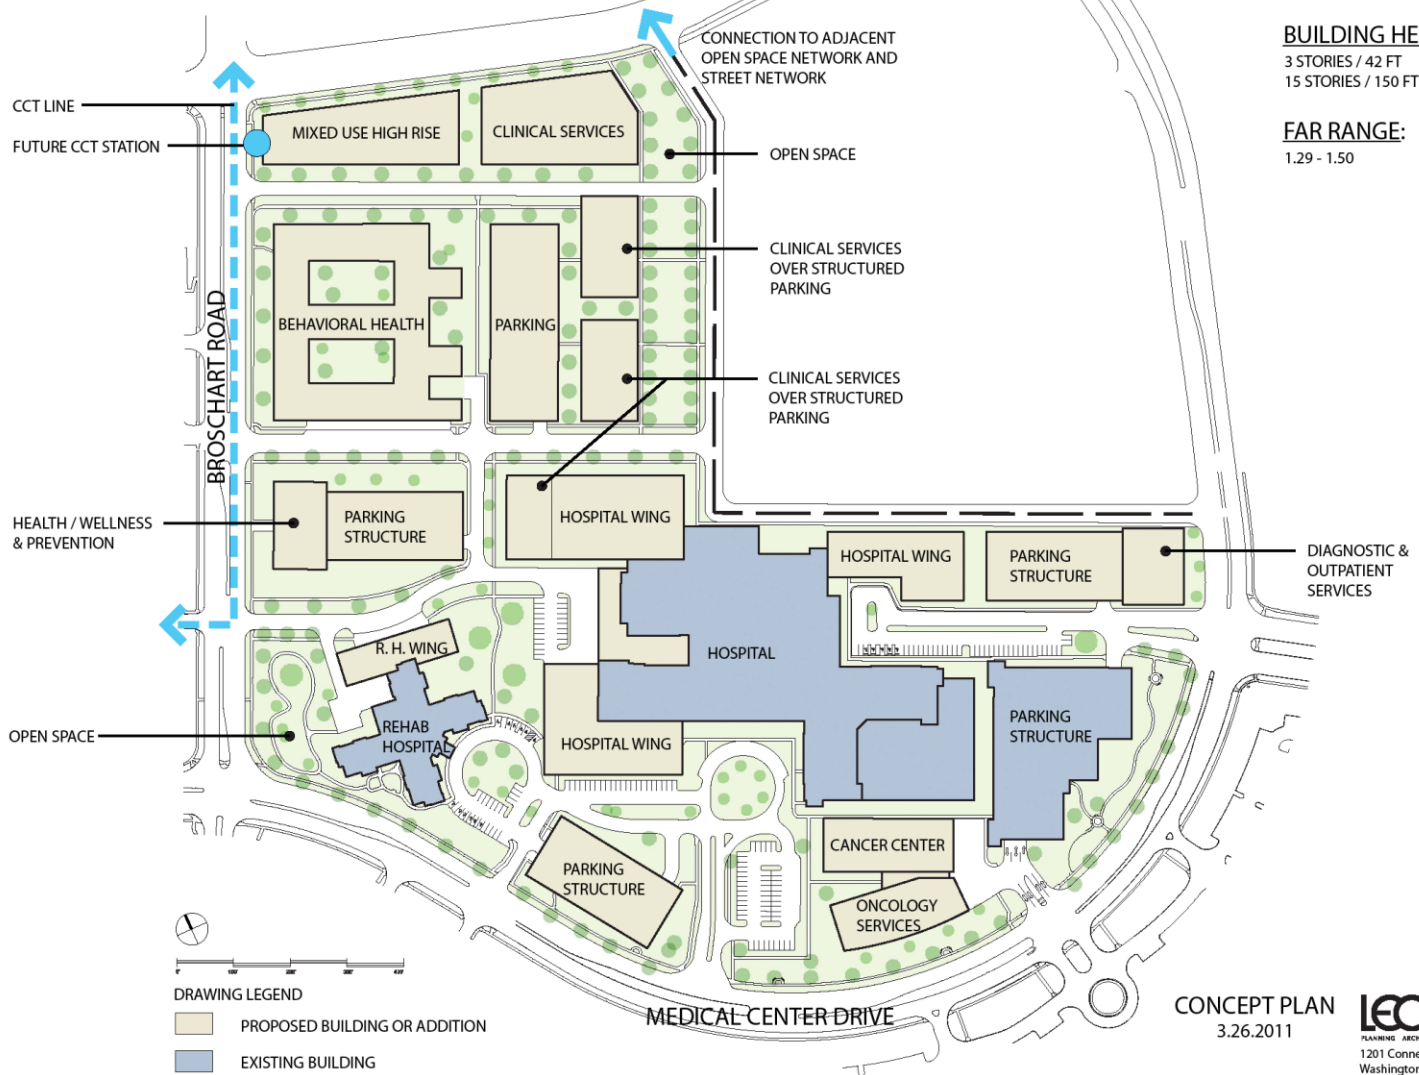 CONNECTION TO ADJACENT
OPEN SPACE NETWORK AND
STREET NETWORK
BUILDING HE
3 STORIES / 42 FT
15 STORIES / 150 FT
FAR RANGE:
1.29 - 1.50
CCT LINE
FUTURE CCT STATION
MIXED USE HIGH RISE
CLINICAL SERVICES
OPEN SPACE
CLINICAL SERVICES
OVER STRUCTURED
PARKING
BEHAVIORAL HEALTH
PARKING
BROSCHART ROAD
CLINICAL SERVICES
OVER STRUCTURED
PARKING
HEALTH / WELLNESS
& PREVENTION
PARKING
STRUCTURE
HOSPITAL WING
HOSPITAL WING
PARKING
STRUCTURE
DIAGNOSTIC &
OUTPATIENT
SERVICES
R. H. WING
HOSPITAL
REHAB
HOSPITAL
OPEN SPACE
HOSPITAL WING
PARKING
STRUCTURE
CANCER CENTER
PARKING
STRUCTURE
ONCOLOGY
SERVICES
DRAWING LEGEND
PROPOSED BUILDING OR ADDITION
EXISTING BUILDING
MEDICAL CENTER DRIVE
CONCEPT PLAN
3.26.2011
PLANNING ARCH
1201 Conne
Washington